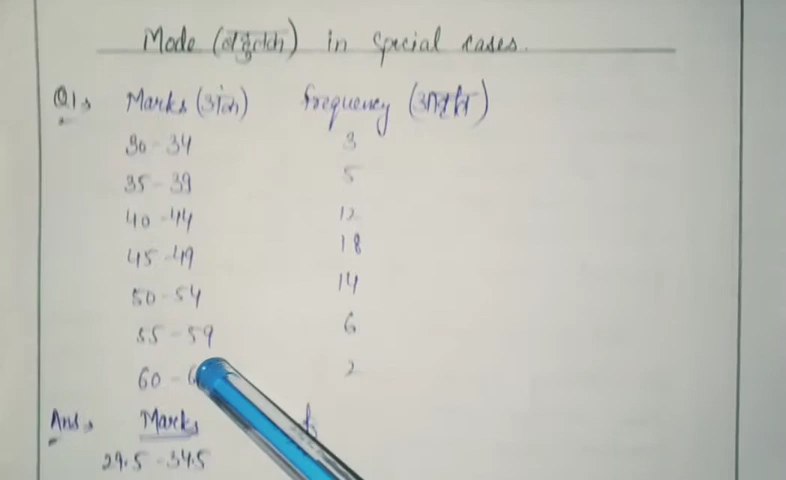 Mode (बहुलक) in special cases.
Q1, Marks (अंक) frequency (आवृत्ति)
30-34 3
35-39 5
40-44 12
45-49 18
50-54 14
55-59 6
60- 2
Ans, Marks f
29.5-34.5